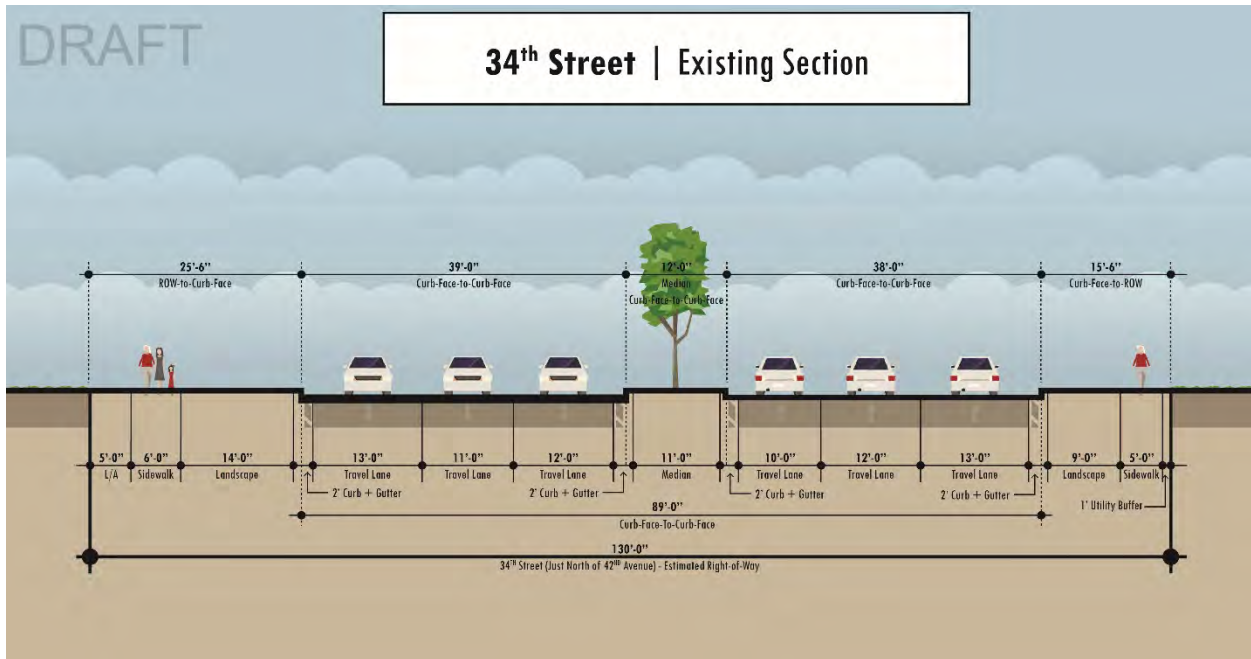 DRAFT
34th Street | Existing Section
25'-6" 39'-0" 12'-0" 38'-0" 15'-6"
ROW-to-Curb-Face Curb-Face-to-Curb-Face Median Curb-Face-to-Curb-Face Curb-Face-to-ROW
Curb-Face-to-Curb-Face
5'-0" 6'-0" 14'-0" 13'-0" 11'-0" 12'-0" 11'-0" 10'-0" 12'-0" 13'-0" 9'-0" 5'-0"
L/A Sidewalk Landscape Travel Lane Travel Lane Travel Lane Median Travel Lane Travel Lane Travel Lane Landscape Sidewalk
2' Curb + Gutter 2' Curb + Gutter 2' Curb + Gutter 2' Curb + Gutter
1' Utility Buffer
89'-0"
Curb-Face-To-Curb-Face
130'-0"
34TH Street (Just North of 42ND Avenue) - Estimated Right-of-Way